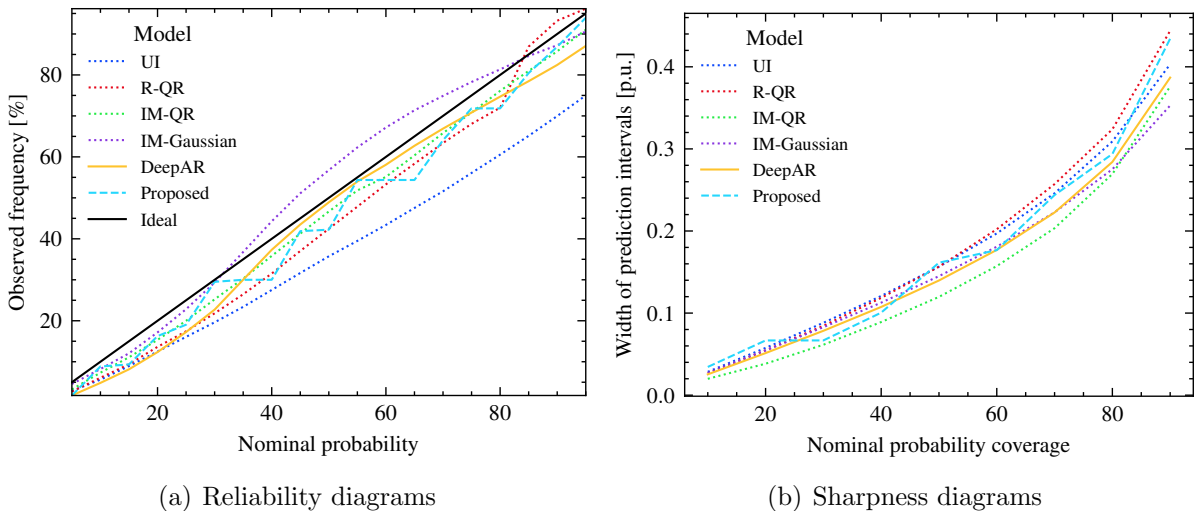 Model
UI
R-QR
IM-QR
IM-Gaussian
DeepAR
Proposed
Ideal
80
60
40
20
Observed frequency [%]
20 40 60 80
Nominal probability
(a) Reliability diagrams
Model
UI
R-QR
IM-QR
IM-Gaussian
DeepAR
Proposed
0.4
0.3
0.2
0.1
0.0
Width of prediction intervals [p.u.]
20 40 60 80
Nominal probability coverage
(b) Sharpness diagrams